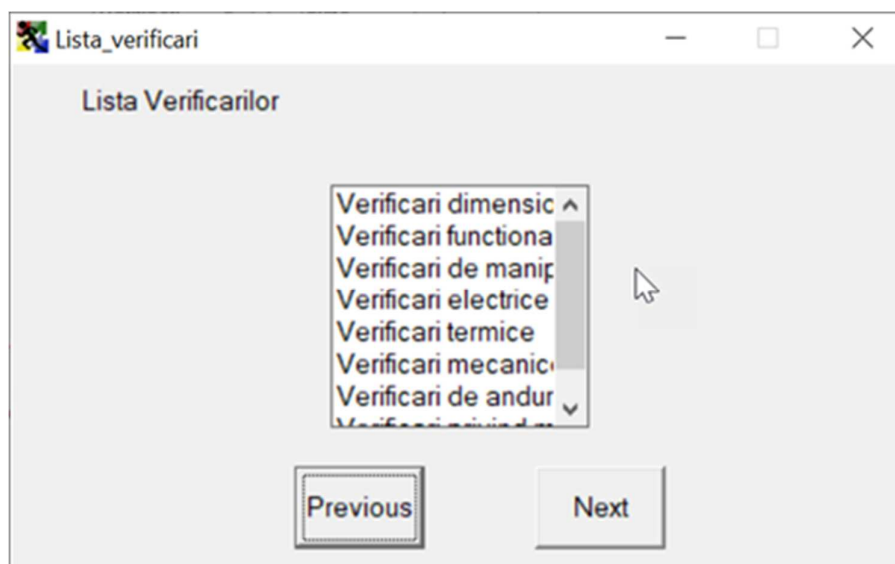 Lista_verificari
Lista Verificarilor
Verificari dimensic
Verificari functiona
Verificari de manip
Verificari electrice
Verificari termice
Verificari mecanic
Verificari de andur
Previous
Next